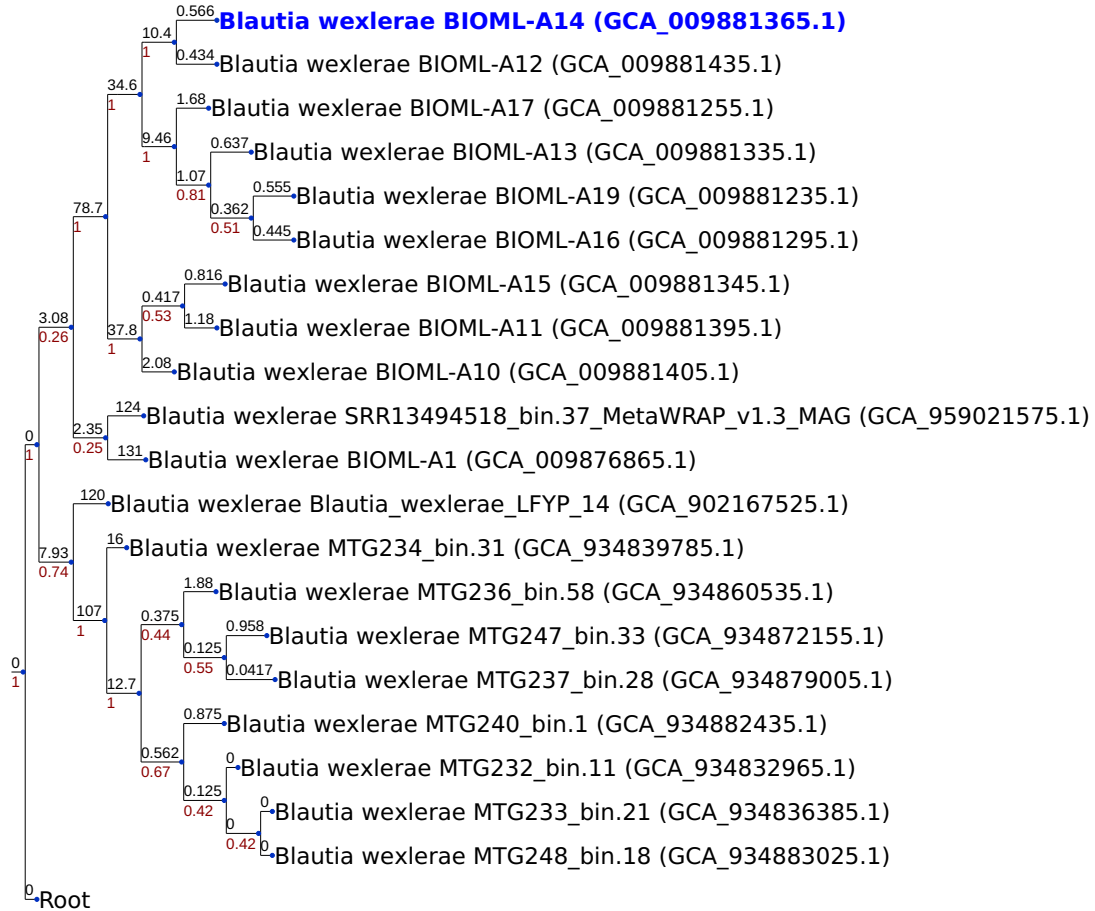 0.566
Blautia wexlerae BIOML-A14 (GCA_009881365.1)
10.4
1
0.434
Blautia wexlerae BIOML-A12 (GCA_009881435.1)
34.6
1
1.68
Blautia wexlerae BIOML-A17 (GCA_009881255.1)
9.46
1
0.637
Blautia wexlerae BIOML-A13 (GCA_009881335.1)
1.07
0.81
0.555
Blautia wexlerae BIOML-A19 (GCA_009881235.1)
0.362
0.51
0.445
Blautia wexlerae BIOML-A16 (GCA_009881295.1)
78.7
1
0.816
Blautia wexlerae BIOML-A15 (GCA_009881345.1)
0.417
0.53
1.18
Blautia wexlerae BIOML-A11 (GCA_009881395.1)
37.8
1
2.08
Blautia wexlerae BIOML-A10 (GCA_009881405.1)
3.08
0.26
124
Blautia wexlerae SRR13494518_bin.37_MetaWRAP_v1.3_MAG (GCA_959021575.1)
2.35
0.25
131
Blautia wexlerae BIOML-A1 (GCA_009876865.1)
0
1
120
Blautia wexlerae Blautia_wexlerae_LFYP_14 (GCA_902167525.1)
7.93
0.74
16
Blautia wexlerae MTG234_bin.31 (GCA_934839785.1)
107
1
1.88
Blautia wexlerae MTG236_bin.58 (GCA_934860535.1)
0.375
0.44
0.958
Blautia wexlerae MTG247_bin.33 (GCA_934872155.1)
0.125
0.55
0.0417
Blautia wexlerae MTG237_bin.28 (GCA_934879005.1)
12.7
1
0.875
Blautia wexlerae MTG240_bin.1 (GCA_934882435.1)
0.562
0.67
0
Blautia wexlerae MTG232_bin.11 (GCA_934832965.1)
0.125
0.42
0
Blautia wexlerae MTG233_bin.21 (GCA_934836385.1)
0
0.42
0
Blautia wexlerae MTG248_bin.18 (GCA_934883025.1)
0
1
0
Root